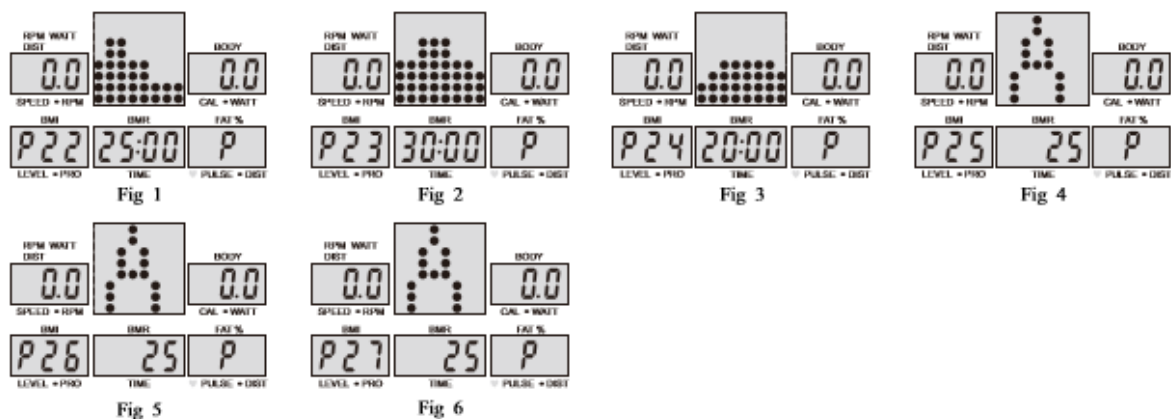 RPM WATT
DIST
BODY
0.0
0.0
SPEED • RPM
CAL • WATT
BMI
BMR
FAT %
P22
25:00
P
LEVEL • PRO
TIME
PULSE • DIST
Fig 1
RPM WATT
DIST
BODY
0.0
0.0
SPEED • RPM
CAL • WATT
BMI
BMR
FAT %
P23
30:00
P
LEVEL • PRO
TIME
PULSE • DIST
Fig 2
RPM WATT
DIST
BODY
0.0
0.0
SPEED • RPM
CAL • WATT
BMI
BMR
FAT %
P24
20:00
P
LEVEL • PRO
TIME
PULSE • DIST
Fig 3
RPM WATT
DIST
BODY
0.0
0.0
SPEED • RPM
CAL • WATT
BMI
BMR
FAT %
P25
25
P
LEVEL • PRO
TIME
PULSE • DIST
Fig 4
RPM WATT
DIST
BODY
0.0
0.0
SPEED • RPM
CAL • WATT
BMI
BMR
FAT %
P26
25
P
LEVEL • PRO
TIME
PULSE • DIST
Fig 5
RPM WATT
DIST
BODY
0.0
0.0
SPEED • RPM
CAL • WATT
BMI
BMR
FAT %
P27
25
P
LEVEL • PRO
TIME
PULSE • DIST
Fig 6